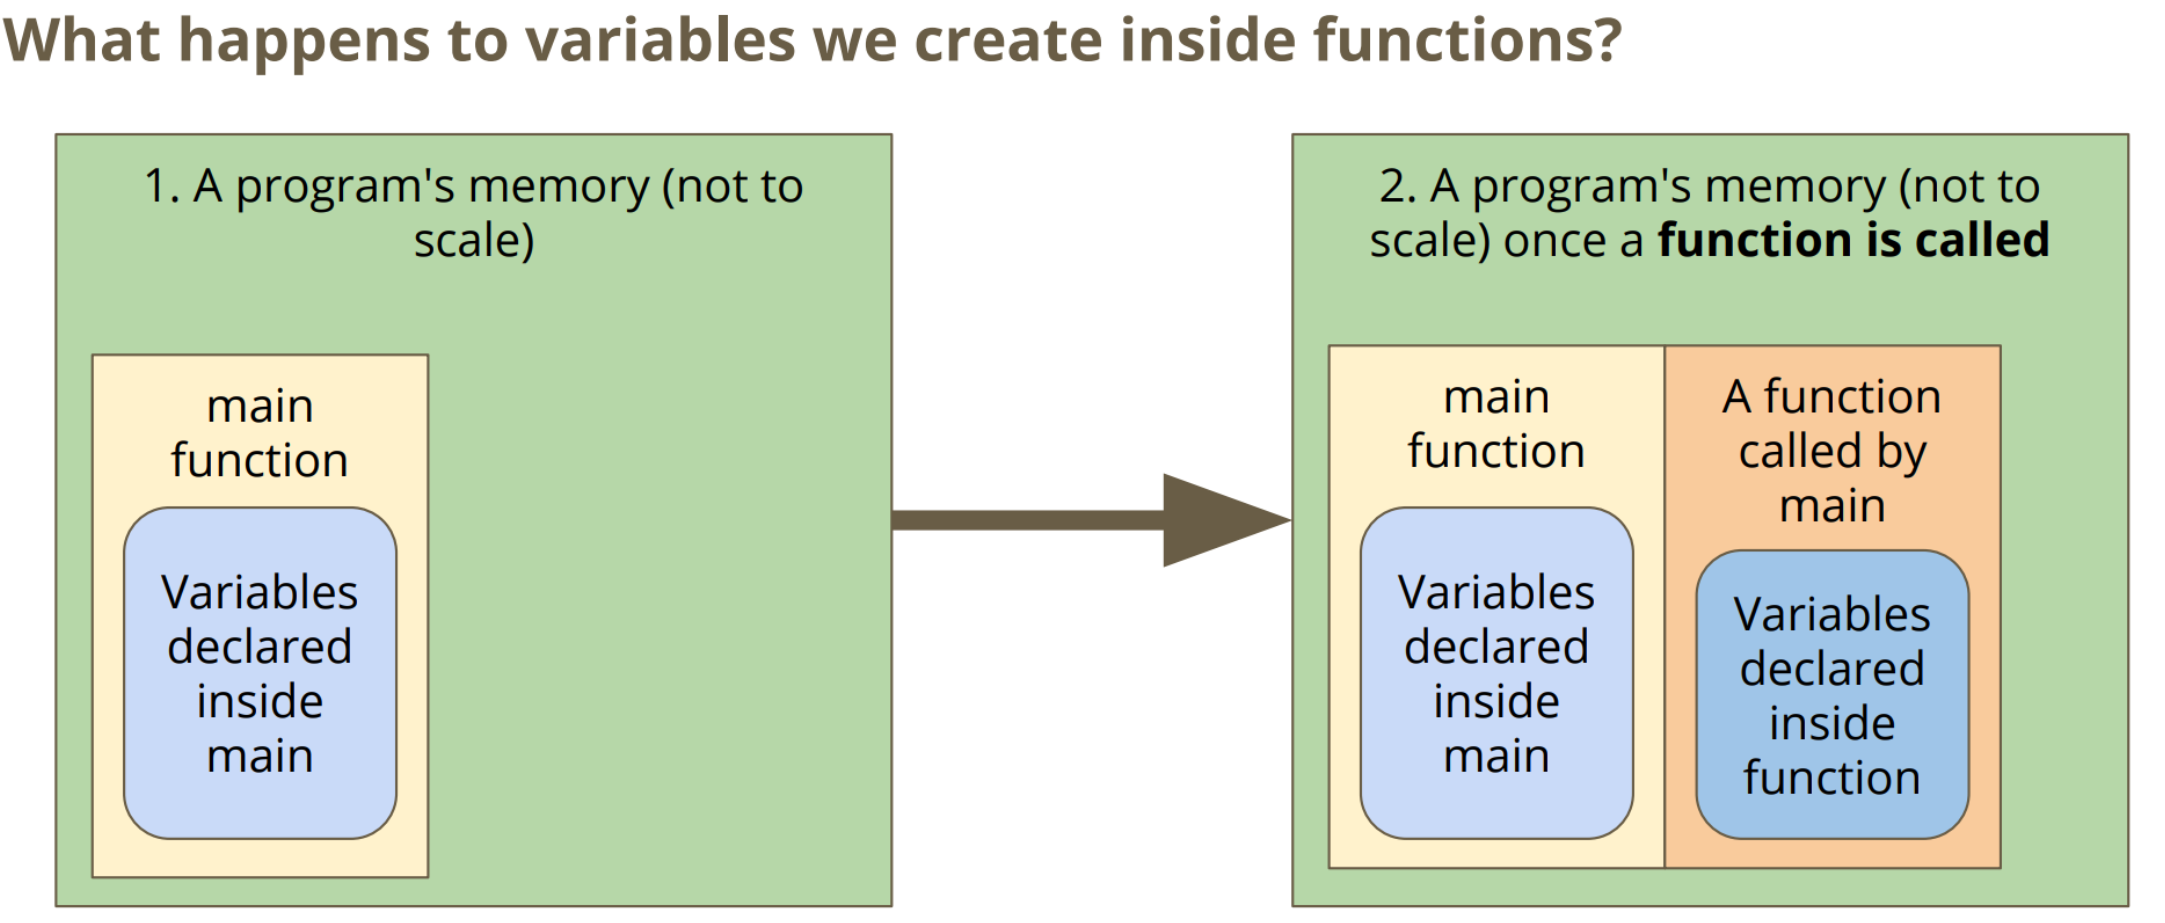 What happens to variables we create inside functions?
1. A program's memory (not to
scale)
main
function
Variables
declared
inside
main
2. A program's memory (not to
scale) once a function is called
main
function
Variables
declared
inside
main
A function
called by
main
Variables
declared
inside
function